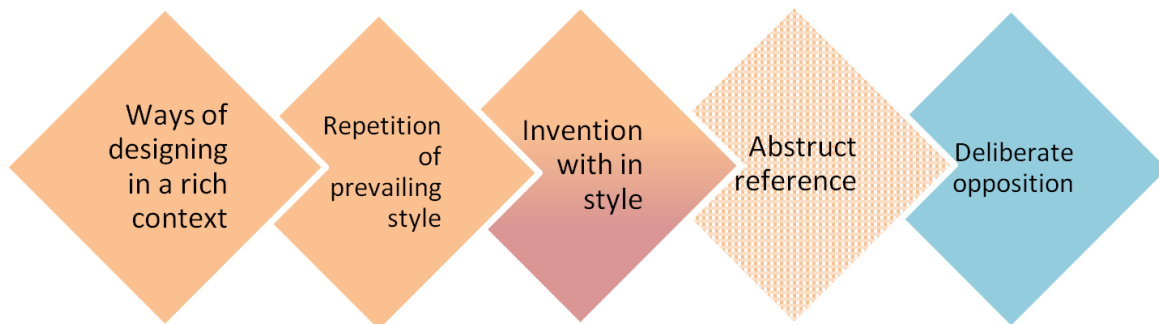 Ways of
designing
in a rich
context
Repetition
of
prevailing
style
Invention
with in
style
Abstruct
reference
Deliberate
opposition